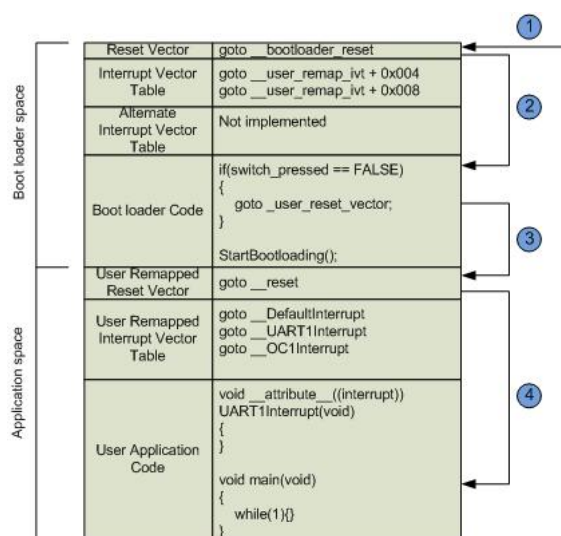 1
Reset Vector
goto __bootloader_reset
Interrupt Vector
Table
goto __user_remap_ivt + 0x004
goto __user_remap_ivt + 0x008
2
Alternate
Interrupt Vector
Table
Not implemented
Boot loader space
Boot loader Code
if(switch_pressed == FALSE)
{
goto _user_reset_vector;
}
StartBootloading();
3
User Remapped
Reset Vector
goto __reset
User Remapped
Interrupt Vector
Table
goto __DefaultInterrupt
goto __UART1Interrupt
goto __OC1Interrupt
4
Application space
User Application
Code
void __attribute__((interrupt))
UART1Interrupt(void)
{
}
void main(void)
{
while(1){}
}